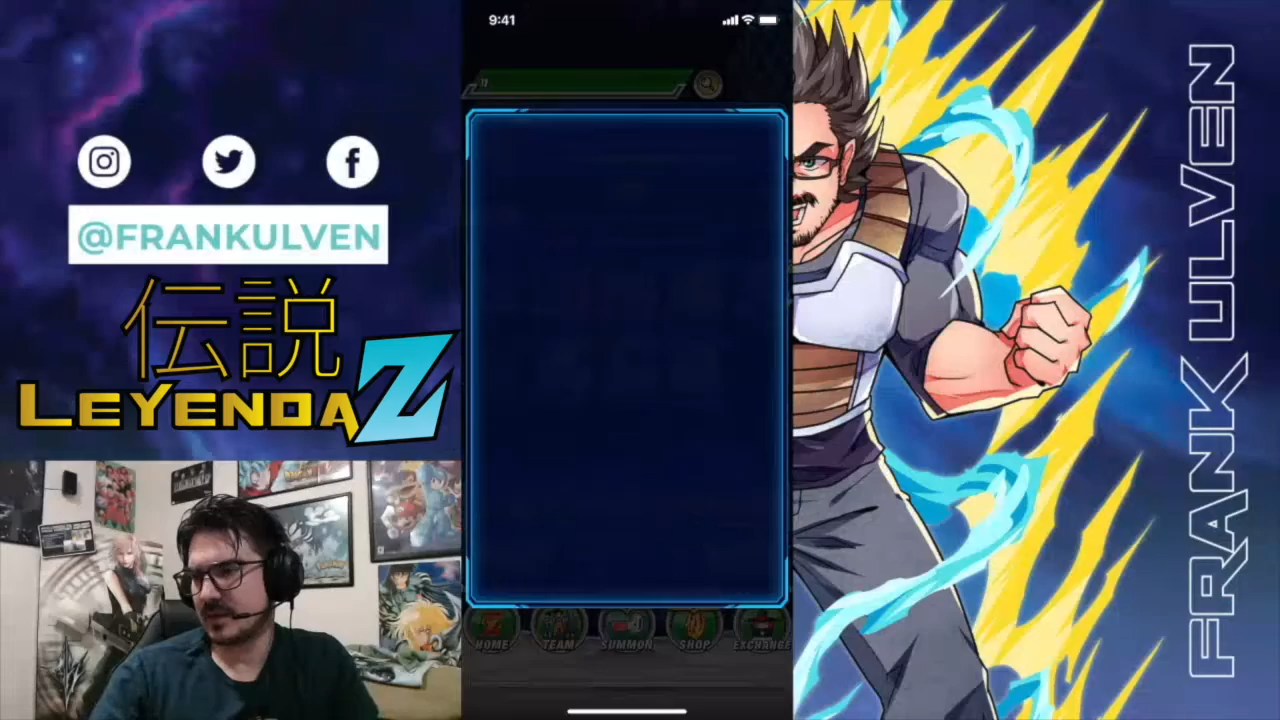 9:41
@FRANKULVEN
伝説
LEYENDA Z
FRANK ULVEN
HOME
TEAM
SUMMON
SHOP
EXCHANGE